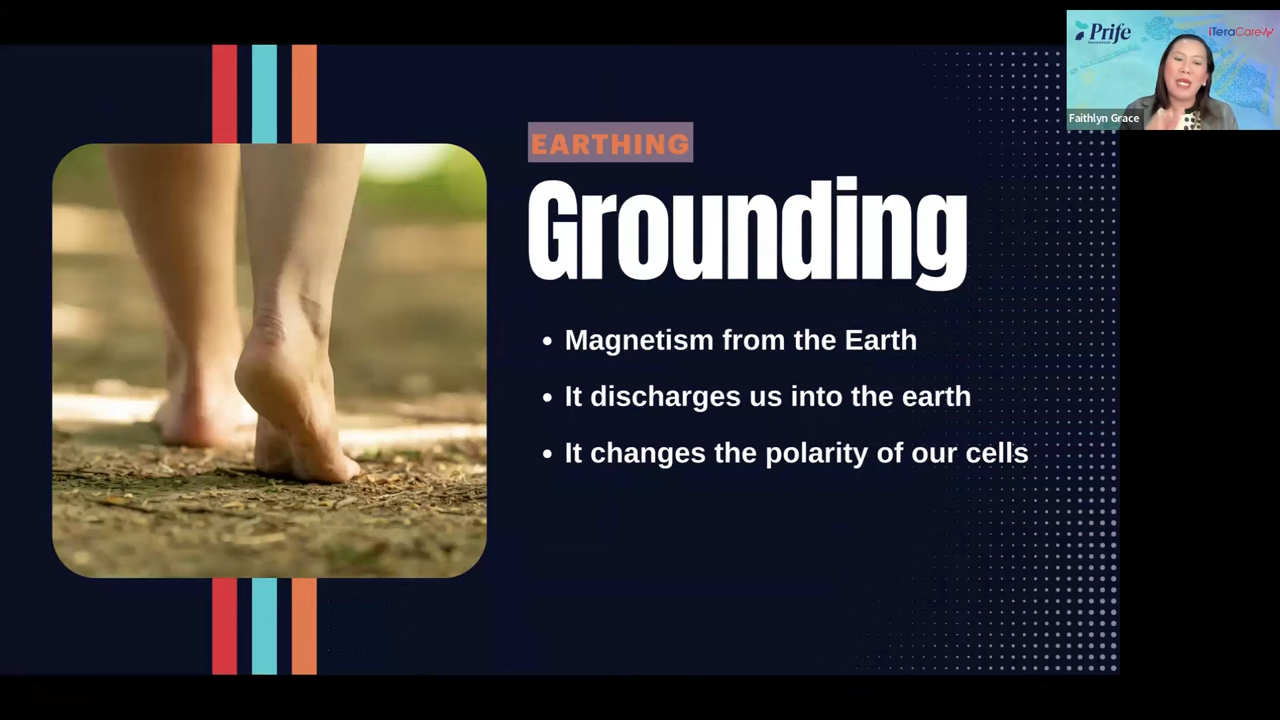 Prife
iTeraCare
Faithlyn Grace
EARTHING
Grounding
• Magnetism from the Earth
• It discharges us into the earth
• It changes the polarity of our cells